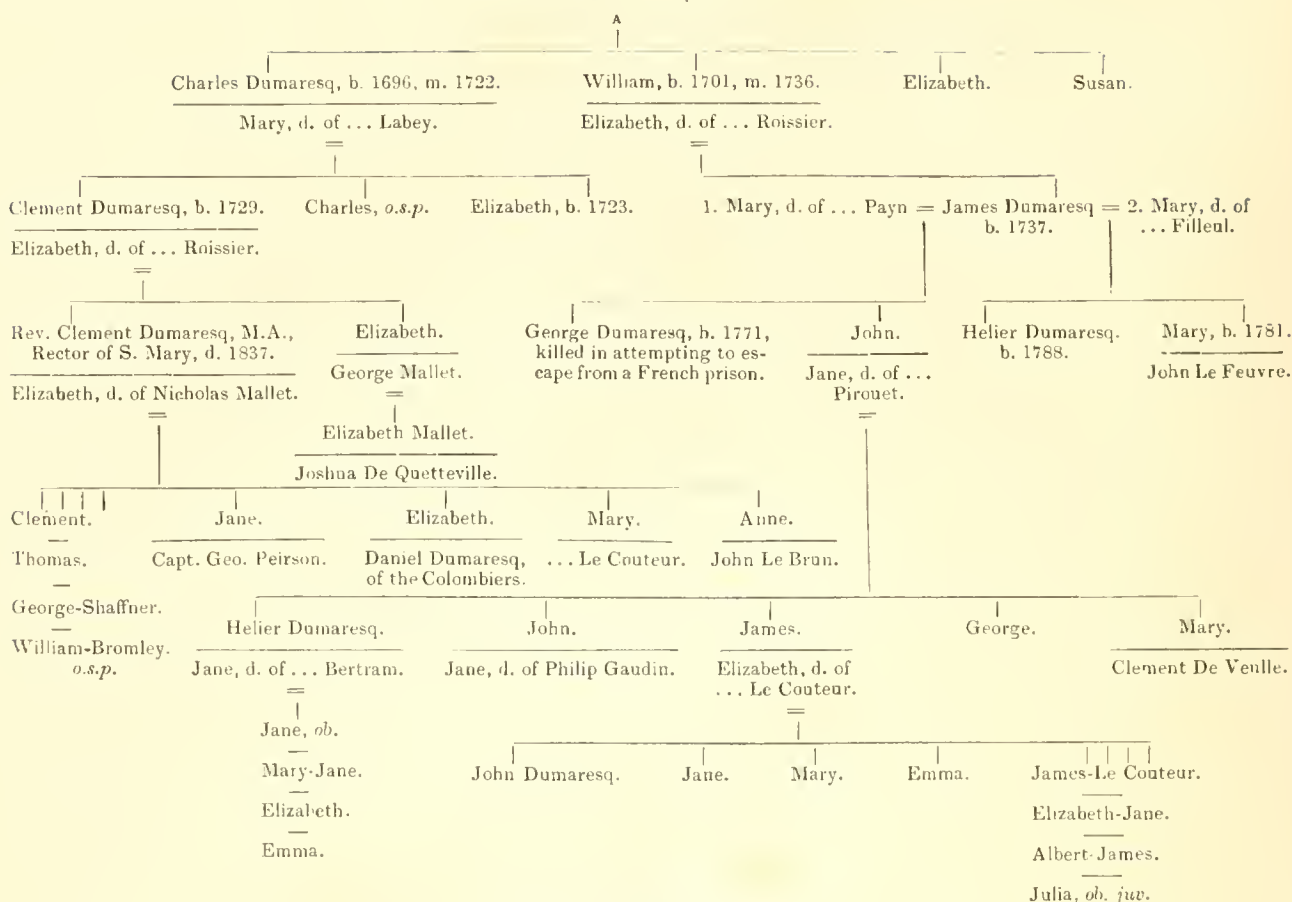 A
Charles Dumaresq, b. 1696, m. 1722. William, b. 1701, m. 1736. Elizabeth. Susan.
Mary, d. of ... Labey. Elizabeth, d. of ... Roissier.
Clement Dumaresq, b. 1729. Charles, o.s.p. Elizabeth, b. 1723. 1. Mary, d. of ... Payn = James Dumaresq = 2. Mary, d. of
b. 1737. ... Filleul.
Elizabeth, d. of ... Roissier.
Rev. Clement Dumaresq, M.A., Elizabeth. George Dumaresq, b. 1771, John. Helier Dumaresq. Mary, b. 1781.
Rector of S. Mary, d. 1837. killed in attempting to es- b. 1788.
George Mallet. cape from a French prison. Jane, d. of ... John Le Feuvre.
Elizabeth, d. of Nicholas Mallet. Pirouet.
Elizabeth Mallet.
Joshua De Quetteville.
Clement. Jane. Elizabeth. Mary. Anne.
Thomas. Capt. Geo. Peirson. Daniel Dumaresq, ... Le Couteur. John Le Brun.
of the Colombiers.
George-Shaffner.
Helier Dumaresq. John. James. George. Mary.
William-Bromley.
o.s.p. Jane, d. of ... Bertram. Jane, d. of Philip Gaudin. Elizabeth, d. of Clement De Veulle.
... Le Couteur.
Jane, ob.
Mary-Jane. John Dumaresq. Jane. Mary. Emma. James-Le Couteur.
Elizabeth. Elizabeth-Jane.
Emma. Albert-James.
Julia, ob. juv.